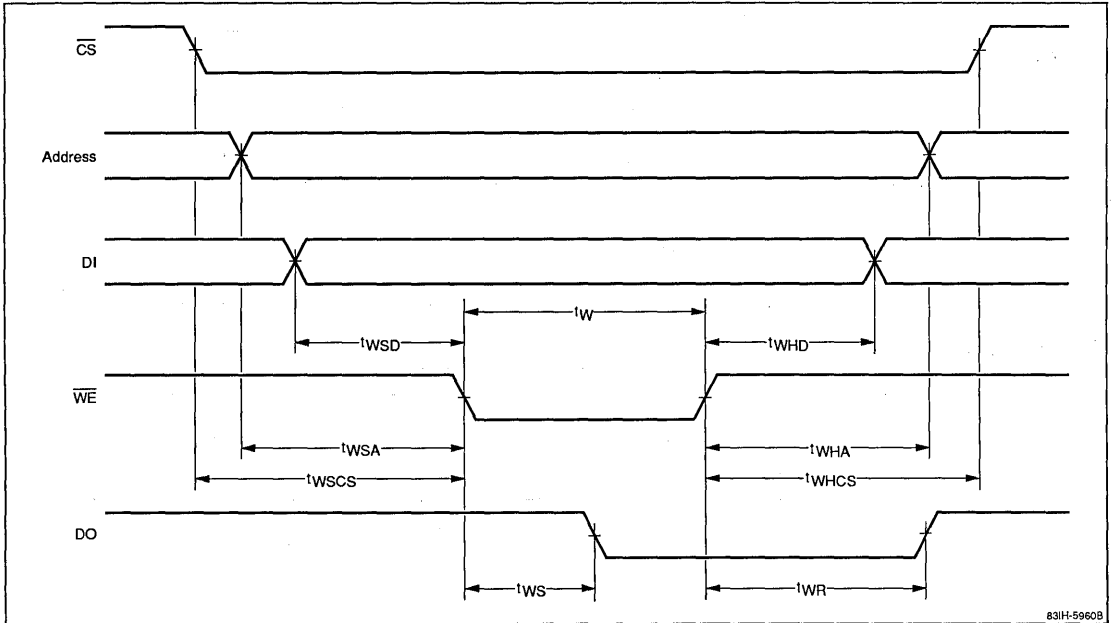 CS
Address
DI
tW
tWSD
tWHD
WE
tWSA
tWHA
tWSCS
tWHCS
DO
tWS
tWR
83IH-5960B